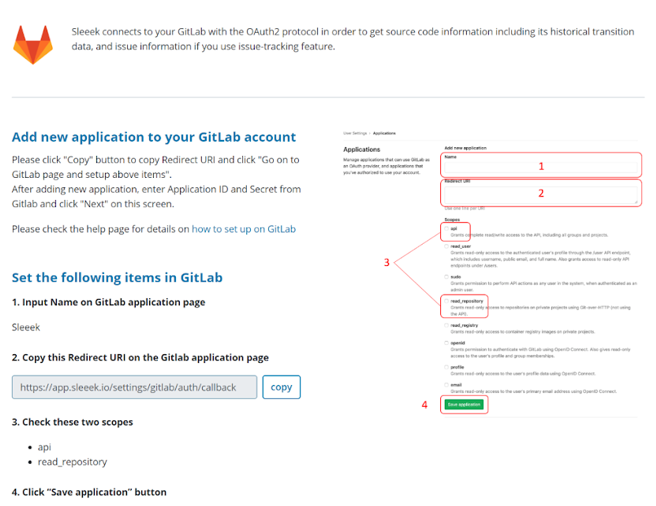 Sleeek connects to your GitLab with the OAuth2 protocol in order to get source code information including its historical transition
data, and issue information if you use issue-tracking feature.
Add new application to your GitLab account
Please click "Copy" button to copy Redirect URI and click "Go on to
GitLab page and setup above items".
After adding new application, enter Application ID and Secret from
Gitlab and click "Next" on this screen.
Please check the help page for details on how to set up on GitLab
Set the following items in GitLab
1. Input Name on GitLab application page
Sleeek
2. Copy this Redirect URI on the Gitlab application page
https://app.sleeek.io/settings/gitlab/auth/callback
copy
3. Check these two scopes
api
read_repository
4. Click "Save application" button
User Settings › Applications
Applications
Manage applications that can use GitLab as
an OAuth provider, and applications that
you've authorized to use your account.
Add new application
Name
1
Redirect URI
2
Use one line per URI
Scopes
3
api
Grants complete read/write access to the API, including all groups and projects.
read_user
Grants read-only access to the authenticated user's profile through the /user API endpoint,
which includes username, public email, and full name. Also grants access to read-only API
endpoints under /users.
sudo
Grants permission to perform API actions as any user in the system, when authenticated as an
admin user.
read_repository
Grants read-only access to repositories on private projects using Git-over-HTTP (not using
the API).
read_registry
Grants read-only access to container registry images on private projects.
openid
Grants permission to authenticate with GitLab using OpenID Connect. Also gives read-only
access to the user's profile and group memberships.
profile
Grants read-only access to the user's profile data using OpenID Connect.
email
Grants read-only access to the user's primary email address using OpenID Connect.
4
Save application